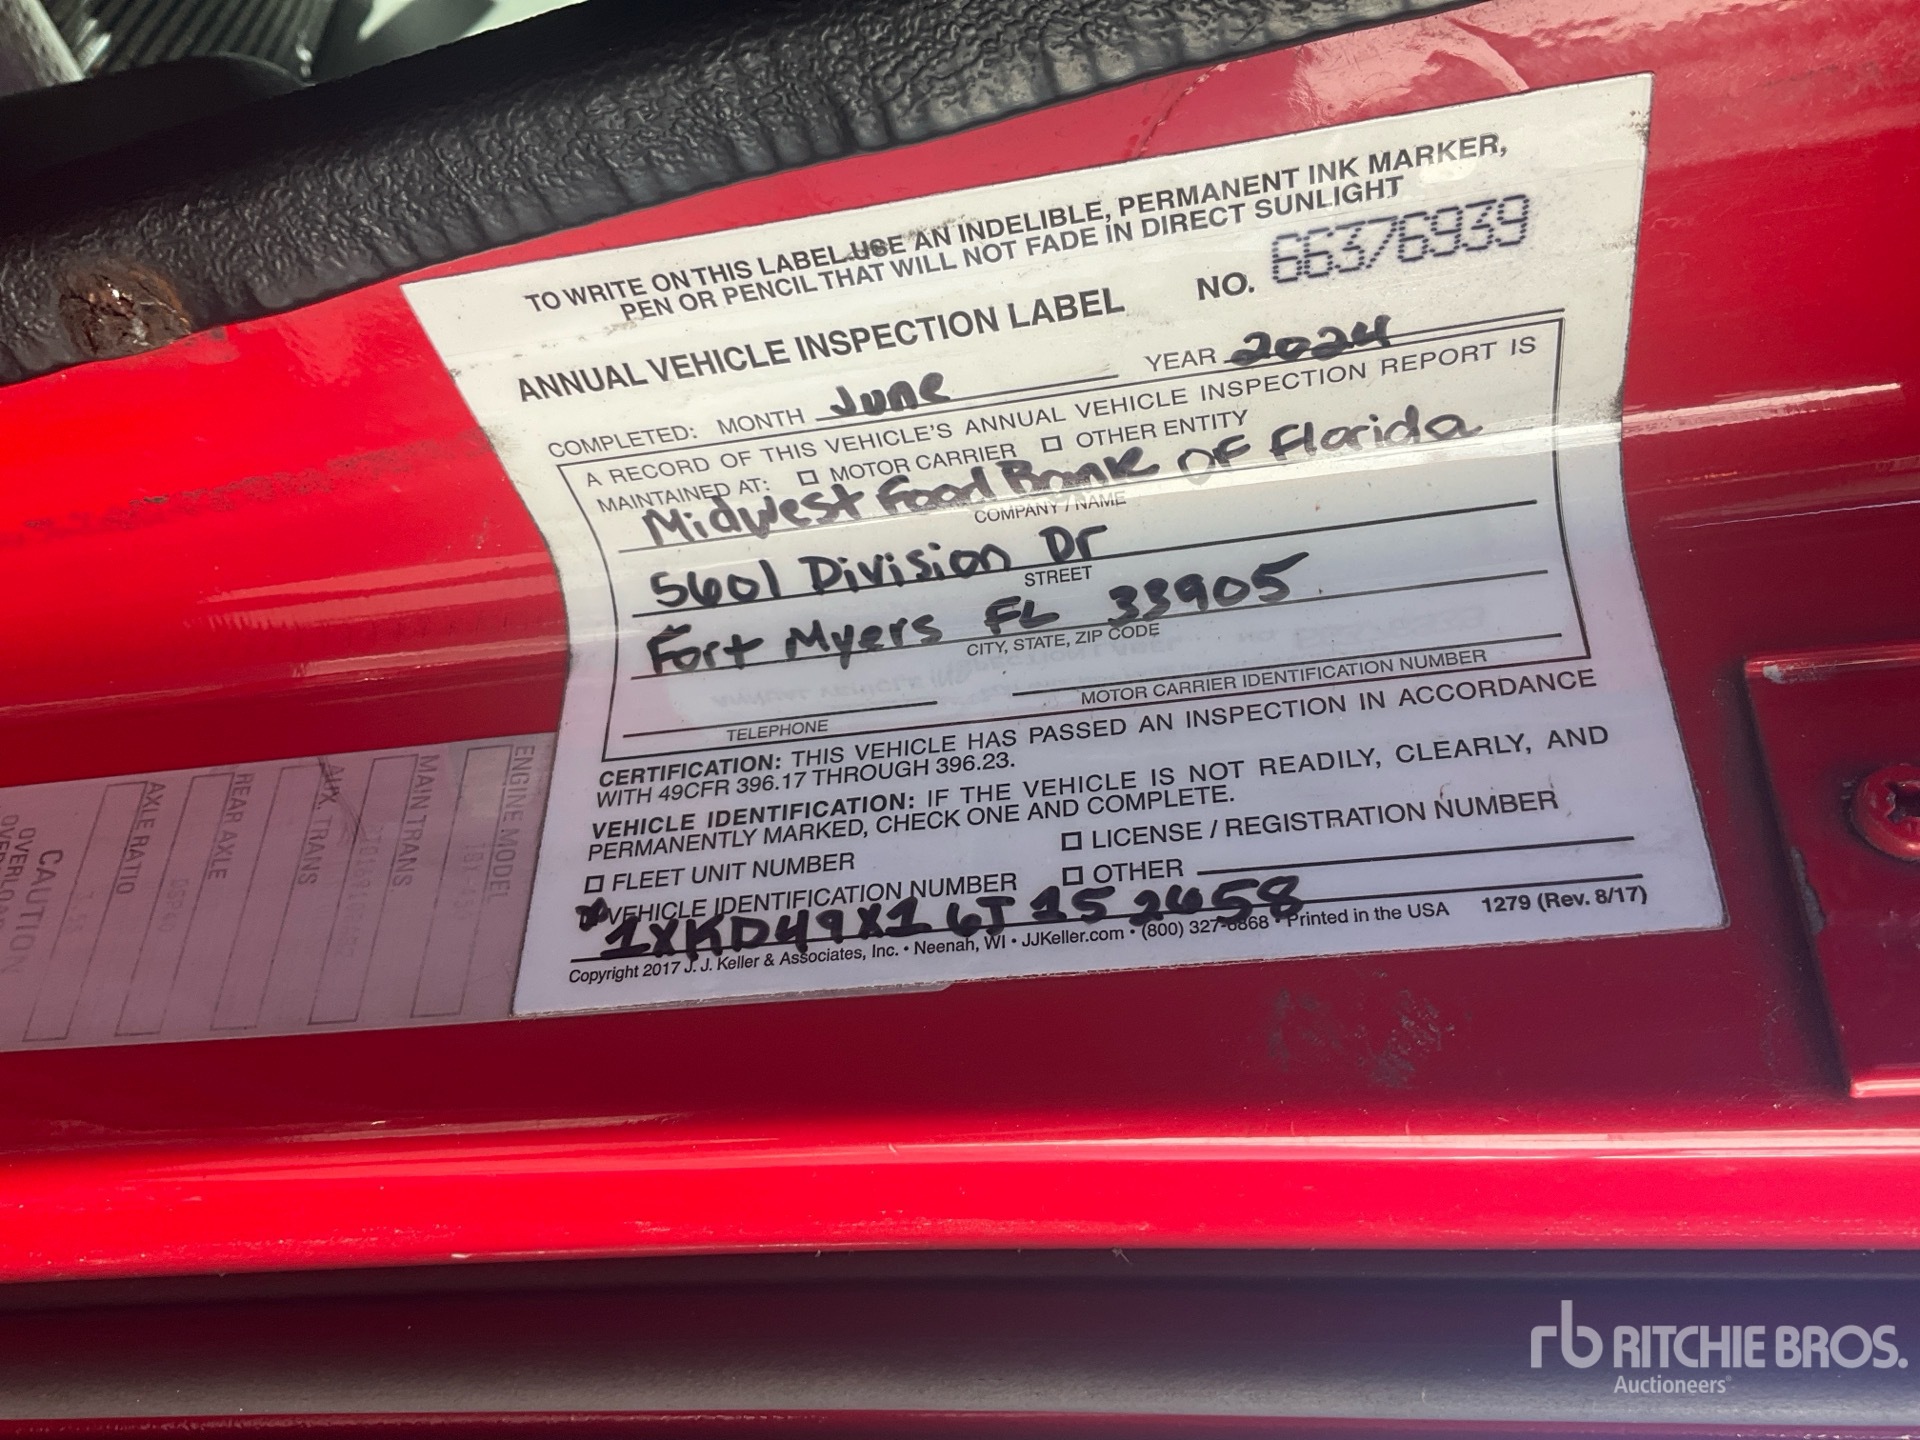 TO WRITE ON THIS LABEL USE AN INDELIBLE, PERMANENT INK MARKER,
PEN OR PENCIL THAT WILL NOT FADE IN DIRECT SUNLIGHT
ANNUAL VEHICLE INSPECTION LABEL NO. 66376939
COMPLETED: MONTH June YEAR 2024
A RECORD OF THIS VEHICLE'S ANNUAL VEHICLE INSPECTION REPORT IS
MAINTAINED AT: ☐ MOTOR CARRIER ☐ OTHER ENTITY
Midwest Food Bank OF Florida
COMPANY / NAME
5601 Division Dr
STREET
Fort Myers FL 33905
CITY, STATE, ZIP CODE
MOTOR CARRIER IDENTIFICATION NUMBER
TELEPHONE
CERTIFICATION: THIS VEHICLE HAS PASSED AN INSPECTION IN ACCORDANCE
WITH 49CFR 396.17 THROUGH 396.23.
VEHICLE IDENTIFICATION: IF THE VEHICLE IS NOT READILY, CLEARLY, AND
PERMANENTLY MARKED, CHECK ONE AND COMPLETE.
☐ FLEET UNIT NUMBER ☐ LICENSE / REGISTRATION NUMBER
VEHICLE IDENTIFICATION NUMBER ☐ OTHER
1XKD49X16J152658
Copyright 2017 J. J. Keller & Associates, Inc. • Neenah, WI • JJKeller.com • (800) 327-6868 • Printed in the USA 1279 (Rev. 8/17)
ENGINE MODEL
MAIN TRANS
AUX. TRANS
REAR AXLE
AXLE RATIO
CAUTION
rb RITCHIE BROS.
Auctioneers